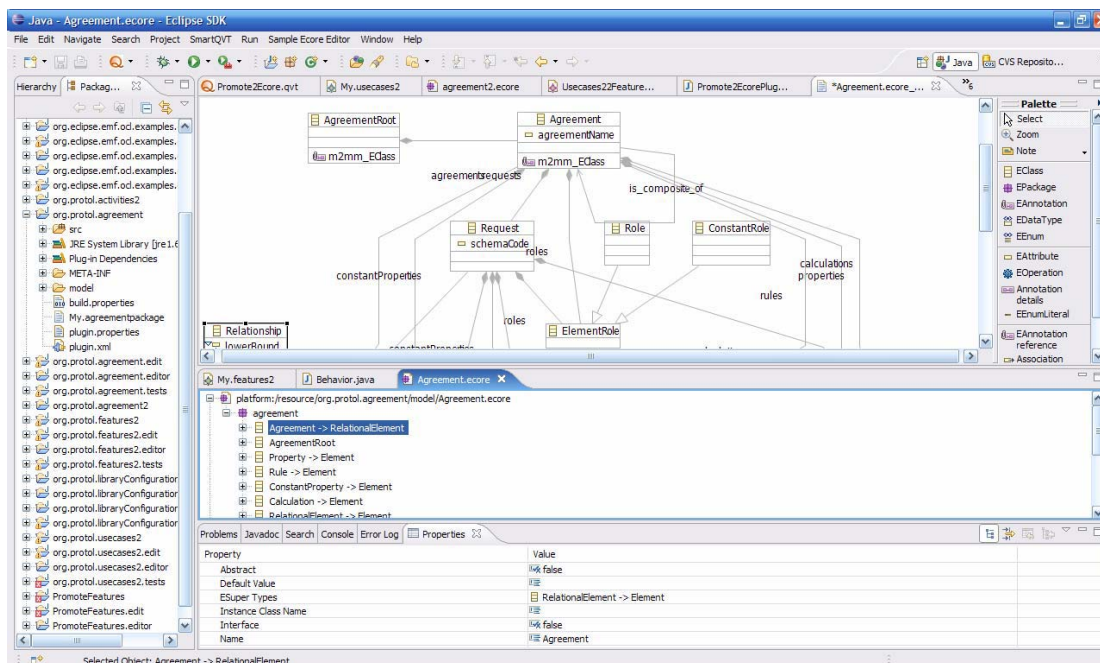 Java - Agreement.ecore - Eclipse SDK
File Edit Navigate Search Project SmartQVT Run Sample Ecore Editor Window Help
Java CVS Reposito...
Hierarchy Packag...
org.eclipse.emf.ocl.examples.
org.eclipse.emf.ocl.examples.
org.eclipse.emf.ocl.examples.
org.eclipse.emf.ocl.examples.
org.eclipse.emf.ocl.examples.
org.protol.activities2
org.protol.agreement
src
JRE System Library [jre1.6
Plug-in Dependencies
META-INF
model
build.properties
My.agreementpackage
plugin.properties
plugin.xml
org.protol.agreement.edit
org.protol.agreement.editor
org.protol.agreement.tests
org.protol.agreement2
org.protol.features2
org.protol.features2.edit
org.protol.features2.editor
org.protol.features2.tests
org.protol.libraryConfiguration
org.protol.libraryConfiguration
org.protol.libraryConfiguration
org.protol.usecases2
org.protol.usecases2.edit
org.protol.usecases2.editor
org.protol.usecases2.tests
PromoteFeatures
PromoteFeatures.edit
PromoteFeatures.editor
Promote2Ecore.qvt My.usecases2 agreement2.ecore Usecases22Feature... Promote2EcorePlug... *Agreement.ecore_... »6
AgreementRoot
m2mm_EClass
Agreement
agreementName
m2mm_EClass
agreements
requests
is_composite_of
Request
schemaCode
roles
Role
ConstantRole
constantProperties
calculations
properties
rules
roles
Relationship
lowerBound
ElementRole
constantProperties
Palette
Select
Zoom
Note
EClass
EPackage
EAnnotation
EDataType
EEnum
EAttribute
EOperation
Annotation
details
EEnumLiteral
EAnnotation
reference
Association
My.features2 Behavior.java Agreement.ecore
platform:/resource/org.protol.agreement/model/Agreement.ecore
agreement
Agreement -> RelationalElement
AgreementRoot
Property -> Element
Rule -> Element
ConstantProperty -> Element
Calculation -> Element
RelationalElement -> Element
Problems Javadoc Search Console Error Log Properties
Property Value
Abstract false
Default Value
ESuper Types RelationalElement -> Element
Instance Class Name
Interface false
Name Agreement
Selected Object: Agreement -> RelationalElement